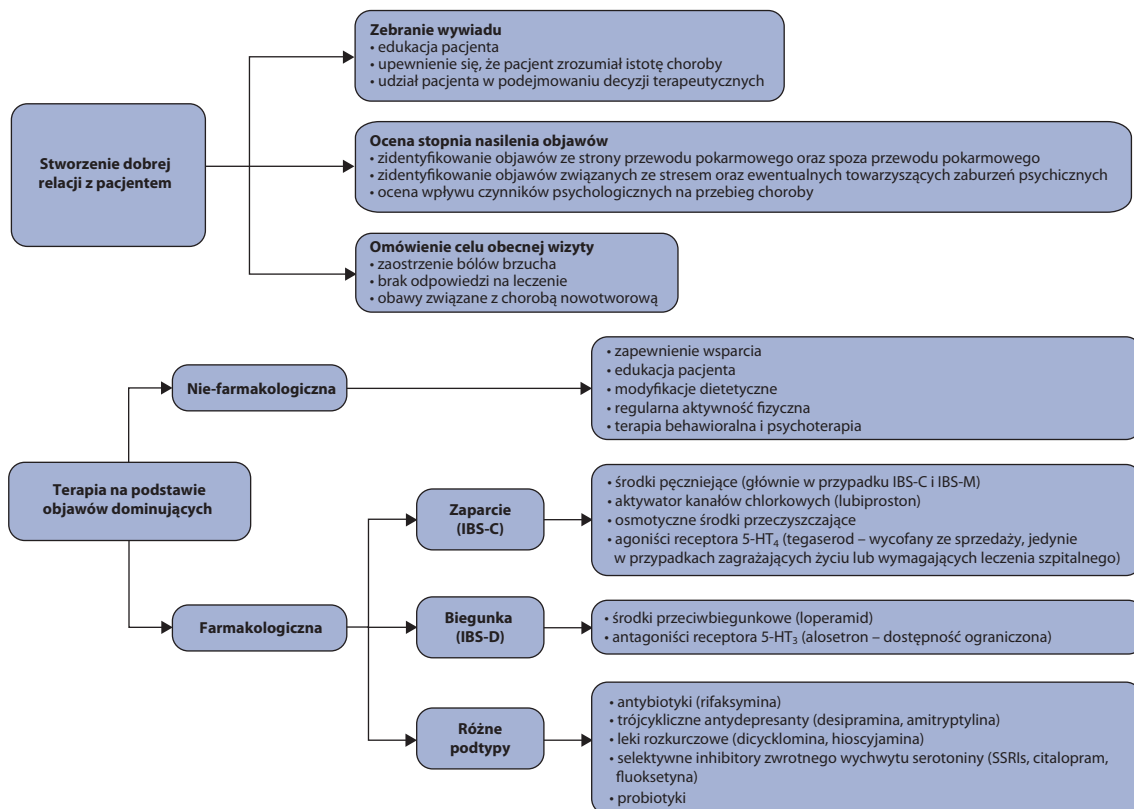 Stworzenie dobrej
relacji z pacjentem
Zebranie wywiadu
• edukacja pacjenta
• upewnienie się, że pacjent zrozumiał istotę choroby
• udział pacjenta w podejmowaniu decyzji terapeutycznych
Ocena stopnia nasilenia objawów
• zidentyfikowanie objawów ze strony przewodu pokarmowego oraz spoza przewodu pokarmowego
• zidentyfikowanie objawów związanych ze stresem oraz ewentualnych towarzyszących zaburzeń psychicznych
• ocena wpływu czynników psychologicznych na przebieg choroby
Omówienie celu obecnej wizyty
• zaostrzenie bólów brzucha
• brak odpowiedzi na leczenie
• obawy związane z chorobą nowotworową
Terapia na podstawie
objawów dominujących
Nie-farmakologiczna
• zapewnienie wsparcia
• edukacja pacjenta
• modyfikacje dietetyczne
• regularna aktywność fizyczna
• terapia behawioralna i psychoterapia
Farmakologiczna
Zaparcie
(IBS-C)
• środki pęczniejące (głównie w przypadku IBS-C i IBS-M)
• aktywator kanałów chlorkowych (lubiproston)
• osmotyczne środki przeczyszczające
• agoniści receptora 5-HT₄ (tegaserod – wycofany ze sprzedaży, jedynie
w przypadkach zagrażających życiu lub wymagających leczenia szpitalnego)
Biegunka
(IBS-D)
• środki przeciwbiegunkowe (loperamid)
• antagoniści receptora 5-HT₃ (alosetron – dostępność ograniczona)
Różne
podtypy
• antybiotyki (rifaksymina)
• trójcykliczne antydepresanty (desipramina, amitryptylina)
• leki rozkurczowe (dicyclomina, hioscyjamina)
• selektywne inhibitory zwrotnego wychwytu serotoniny (SSRIs, citalopram,
fluoksetyna)
• probiotyki